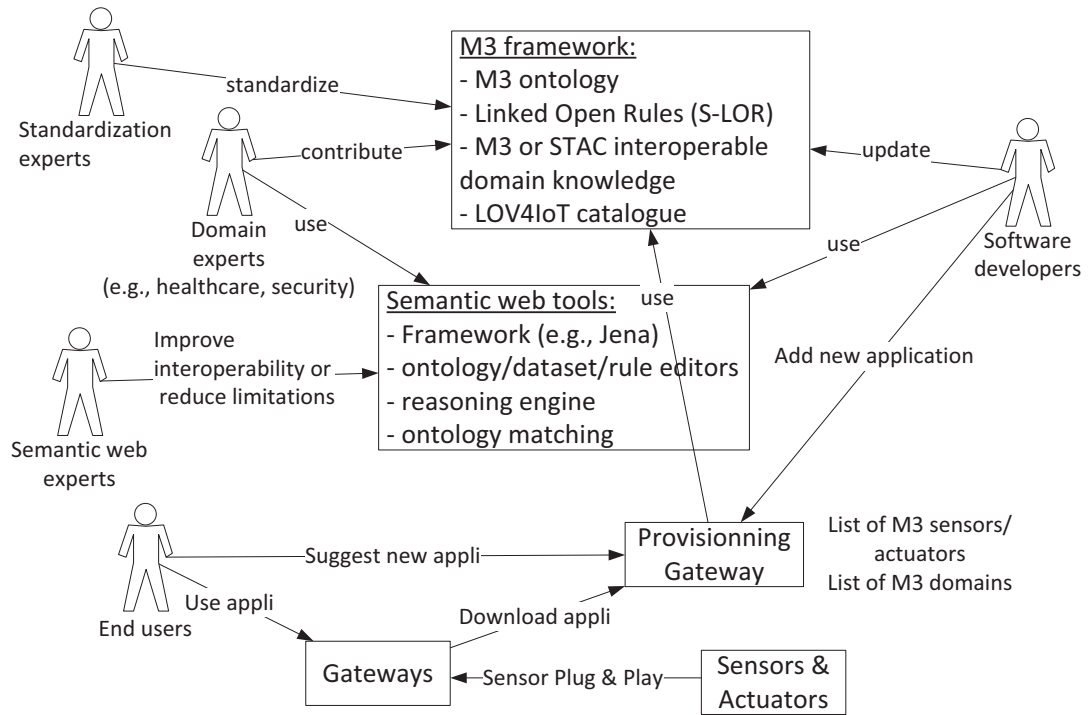 M3 framework:
- M3 ontology
- Linked Open Rules (S-LOR)
- M3 or STAC interoperable
domain knowledge
- LOV4IoT catalogue
standardize
Standardization
experts
contribute
update
use
Domain
experts
(e.g., healthcare, security)
use
Software
developers
use
Semantic web tools:
- Framework (e.g., Jena)
- ontology/dataset/rule editors
- reasoning engine
- ontology matching
Improve
interoperability or
reduce limitations
Add new application
Semantic web
experts
Provisionning
Gateway
List of M3 sensors/
actuators
List of M3 domains
Suggest new appli
Use appli
Download appli
End users
Gateways
Sensor Plug & Play
Sensors &
Actuators